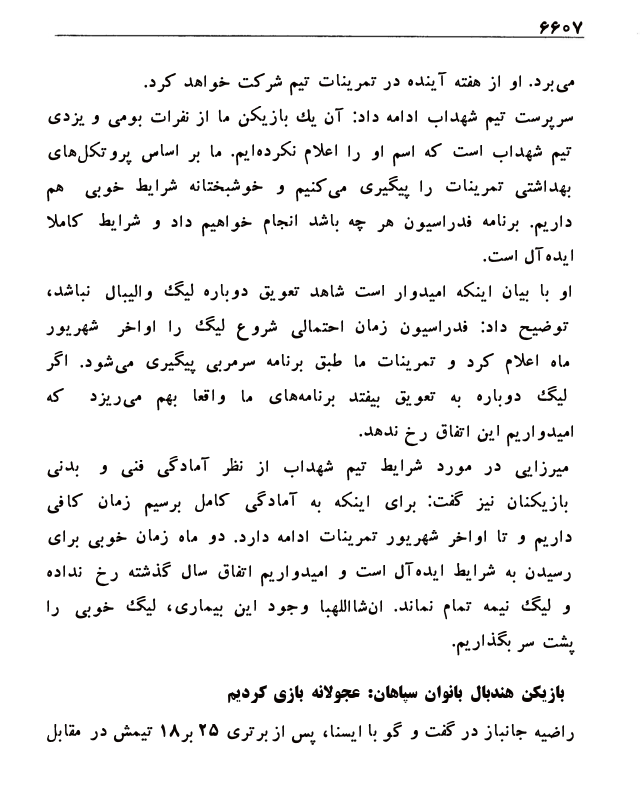 ۶۶۰۷
می‌برد. او از هفته آینده در تمرینات تیم شرکت خواهد کرد.
سرپرست تیم شهداب ادامه داد: آن یك بازیکن ما از نفرات بومی و یزدی
تیم شهداب است که اسم او را اعلام نکرده‌ایم. ما بر اساس پروتکل‌های
بهداشتی تمرینات را پیگیری می‌کنیم و خوشبختانه شرایط خوبی هم
داریم. برنامه فدراسیون هر چه باشد انجام خواهیم داد و شرایط کاملا
ایده‌آل است.
او با بیان اینکه امیدوار است شاهد تعویق دوباره لیگ والیبال نباشد،
توضیح داد: فدراسیون زمان احتمالی شروع لیگ را اواخر شهریور
ماه اعلام کرد و تمرینات ما طبق برنامه سرمربی پیگیری می‌شود. اگر
لیگ دوباره به تعویق بیفتد برنامه‌های ما واقعا بهم می‌ریزد که
امیدواریم این اتفاق رخ ندهد.
میرزایی در مورد شرایط تیم شهداب از نظر آمادگی فنی و بدنی
بازیکنان نیز گفت: برای اینکه به آمادگی کامل برسیم زمان کافی
داریم و تا اواخر شهریور تمرینات ادامه دارد. دو ماه زمان خوبی برای
رسیدن به شرایط ایده‌آل است و امیدواریم اتفاق سال گذشته رخ نداده
و لیگ نیمه تمام نماند. ان‌شااللهبا وجود این بیماری، لیگ خوبی را
پشت سر بگذاریم.
بازیکن هندبال بانوان سپاهان: عجولانه بازی کردیم
راضیه جانباز در گفت و گو با ایسنا، پس از برتری ۲۵ بر۱۸ تیمش در مقابل